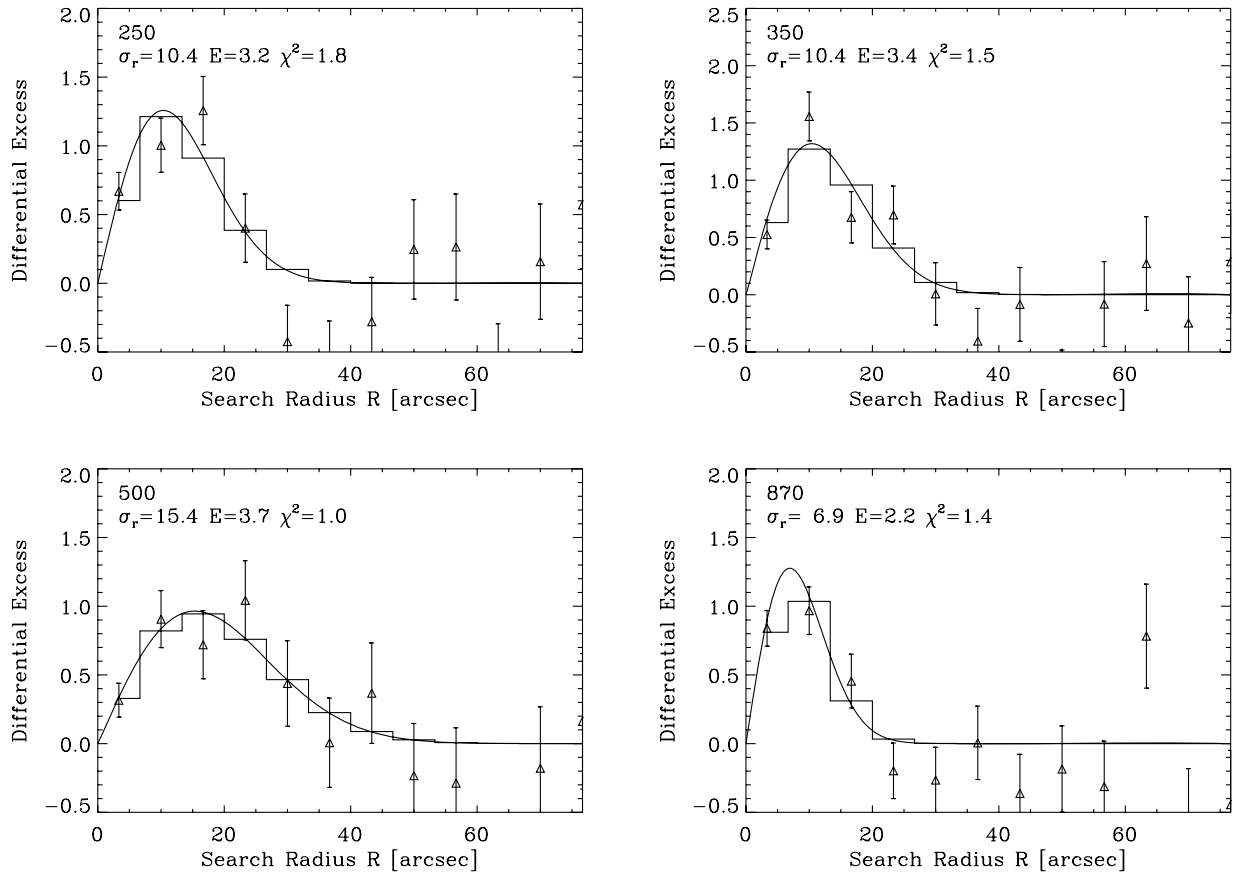 2.0
1.5
1.0
0.5
0.0
−0.5
250
σr=10.4 E=3.2 χ²=1.8
Differential Excess
0 20 40 60
Search Radius R [arcsec]
2.5
2.0
1.5
1.0
0.5
0.0
−0.5
350
σr=10.4 E=3.4 χ²=1.5
Differential Excess
0 20 40 60
Search Radius R [arcsec]
2.0
1.5
1.0
0.5
0.0
−0.5
500
σr=15.4 E=3.7 χ²=1.0
Differential Excess
0 20 40 60
Search Radius R [arcsec]
2.0
1.5
1.0
0.5
0.0
−0.5
870
σr= 6.9 E=2.2 χ²=1.4
Differential Excess
0 20 40 60
Search Radius R [arcsec]